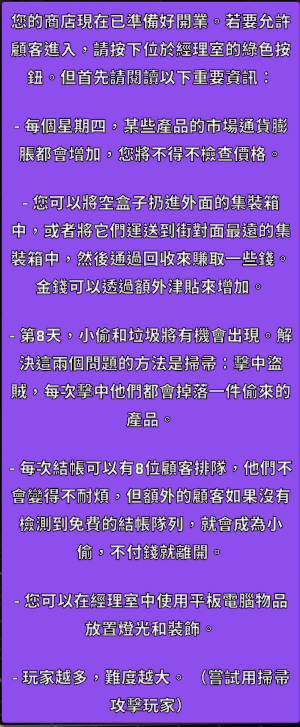 您的商店現在已準備好開業。若要允許
顧客進入，請按下位於經理室的綠色按
鈕。但首先請閱讀以下重要資訊：
- 每個星期四，某些產品的市場通貨膨
脹都會增加，您將不得不檢查價格。
- 您可以將空盒子扔進外面的集裝箱
中，或者將它們運送到街對面最遠的集
裝箱中，然後通過回收來賺取一些錢。
金錢可以透過額外津貼來增加。
- 第8天，小偷和垃圾將有機會出現。解
決這兩個問題的方法是掃帚：擊中盜
賊，每次擊中他們都會掉落一件偷來的
產品。
- 每次結帳可以有8位顧客排隊，他們不
會變得不耐煩，但額外的顧客如果沒有
檢測到免費的結帳隊列，就會成為小
偷，不付錢就離開。
- 您可以在經理室中使用平板電腦物品
放置燈光和裝飾。
- 玩家越多，難度越大。（嘗試用掃帚
攻擊玩家）